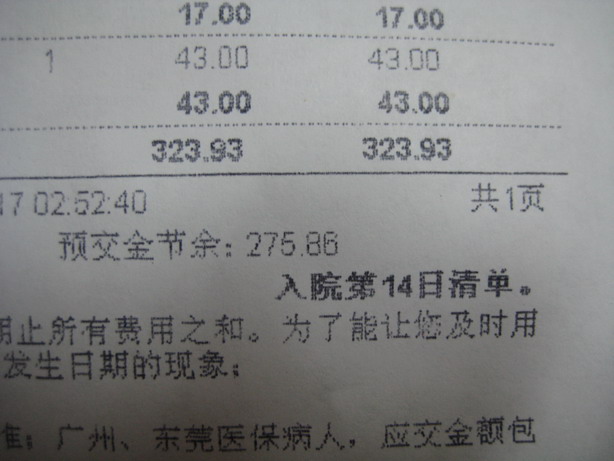 17.00 17.00
1 43.00 43.00
43.00 43.00
323.93 323.93
17 02:52:40 共1页
预交金节余: 275.86
入院第14日清单。
期止所有费用之和。为了能让您及时用
发生日期的现象;
准: 广州、东莞医保病人, 应交金额包